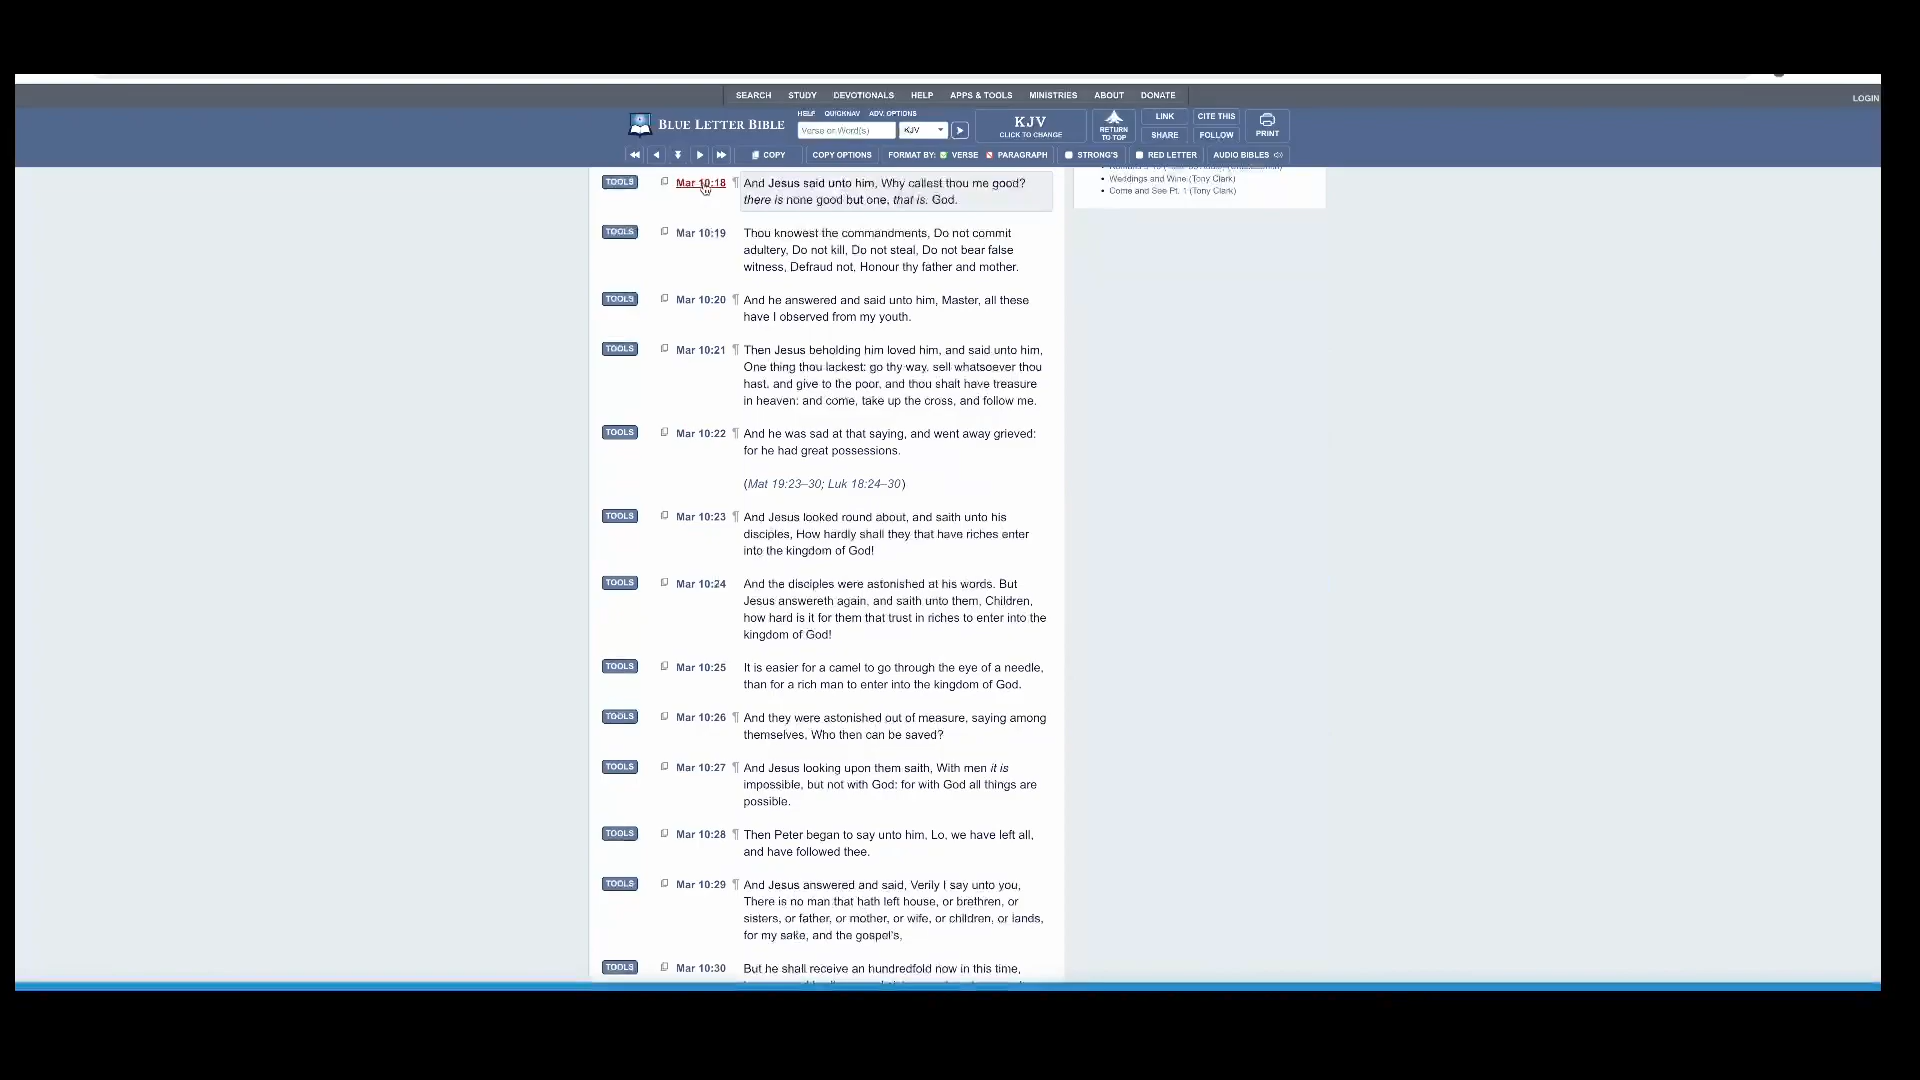 SEARCH STUDY DEVOTIONALS HELP APPS & TOOLS MINISTRIES ABOUT DONATE
LOGIN
BLUE LETTER BIBLE
HELP QUICKNAV ADV. OPTIONS
Verse or Word(s) KJV
KJV
CLICK TO CHANGE
RETURN
TO TOP
LINK CITE THIS
SHARE FOLLOW
PRINT
COPY COPY OPTIONS FORMAT BY: VERSE PARAGRAPH STRONG'S RED LETTER AUDIO BIBLES
• Weddings and Wine (Tony Clark)
• Come and See Pt. 1 (Tony Clark)
TOOLS Mar 10:18 ¶ And Jesus said unto him, Why callest thou me good?
there is none good but one, that is, God.
TOOLS Mar 10:19 Thou knowest the commandments, Do not commit
adultery, Do not kill, Do not steal, Do not bear false
witness, Defraud not, Honour thy father and mother.
TOOLS Mar 10:20 ¶ And he answered and said unto him, Master, all these
have I observed from my youth.
TOOLS Mar 10:21 ¶ Then Jesus beholding him loved him, and said unto him,
One thing thou lackest: go thy way, sell whatsoever thou
hast, and give to the poor, and thou shalt have treasure
in heaven: and come, take up the cross, and follow me.
TOOLS Mar 10:22 ¶ And he was sad at that saying, and went away grieved:
for he had great possessions.
(Mat 19:23–30; Luk 18:24–30)
TOOLS Mar 10:23 ¶ And Jesus looked round about, and saith unto his
disciples, How hardly shall they that have riches enter
into the kingdom of God!
TOOLS Mar 10:24 And the disciples were astonished at his words. But
Jesus answereth again, and saith unto them, Children,
how hard is it for them that trust in riches to enter into the
kingdom of God!
TOOLS Mar 10:25 It is easier for a camel to go through the eye of a needle,
than for a rich man to enter into the kingdom of God.
TOOLS Mar 10:26 ¶ And they were astonished out of measure, saying among
themselves, Who then can be saved?
TOOLS Mar 10:27 ¶ And Jesus looking upon them saith, With men it is
impossible, but not with God: for with God all things are
possible.
TOOLS Mar 10:28 ¶ Then Peter began to say unto him, Lo, we have left all,
and have followed thee.
TOOLS Mar 10:29 ¶ And Jesus answered and said, Verily I say unto you,
There is no man that hath left house, or brethren, or
sisters, or father, or mother, or wife, or children, or lands,
for my sake, and the gospel's,
TOOLS Mar 10:30 But he shall receive an hundredfold now in this time,